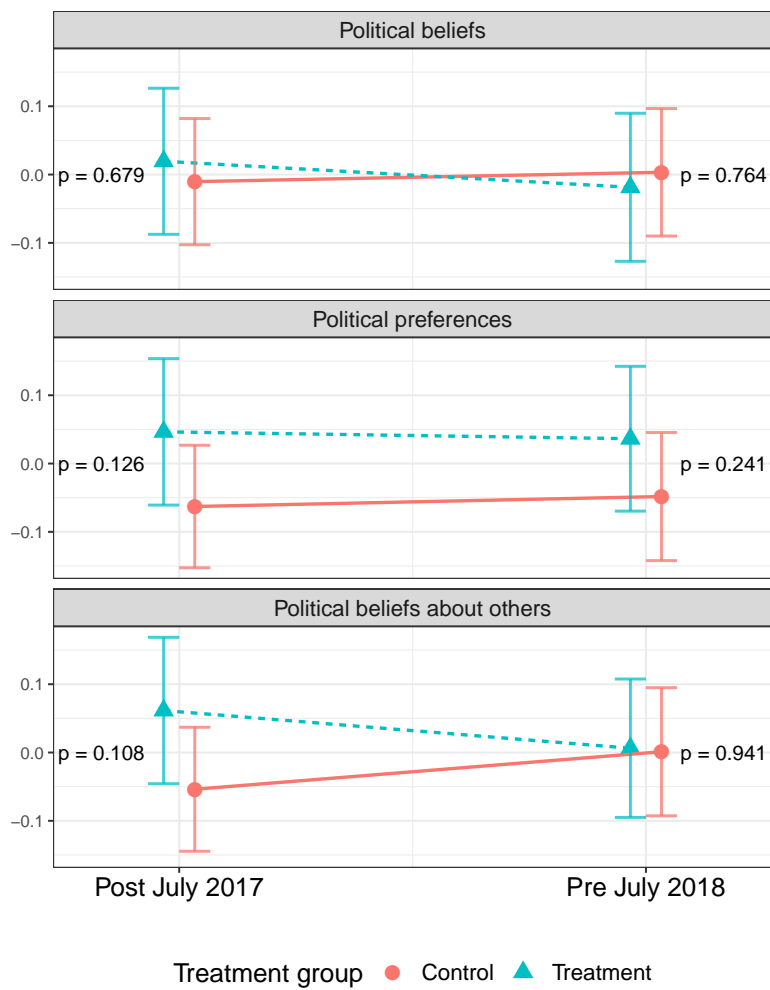 Political beliefs
0.1
0.0
−0.1
p = 0.679
p = 0.764
Political preferences
0.1
0.0
−0.1
p = 0.126
p = 0.241
Political beliefs about others
0.1
0.0
−0.1
p = 0.108
p = 0.941
Post July 2017 Pre July 2018
Treatment group Control Treatment